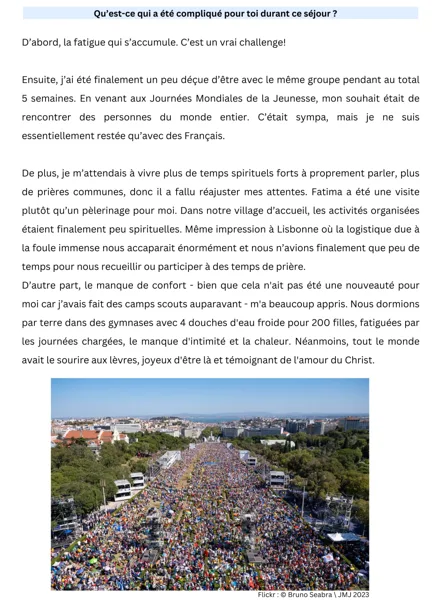 Qu'est-ce qui a été compliqué pour toi durant ce séjour ?
D'abord, la fatigue qui s'accumule. C'est un vrai challenge!
Ensuite, j'ai été finalement un peu déçue d'être avec le même groupe pendant au total
5 semaines. En venant aux Journées Mondiales de la Jeunesse, mon souhait était de
rencontrer des personnes du monde entier. C'était sympa, mais je ne suis
essentiellement restée qu'avec des Français.
De plus, je m'attendais à vivre plus de temps spirituels forts à proprement parler, plus
de prières communes, donc il a fallu réajuster mes attentes. Fatima a été une visite
plutôt qu'un pèlerinage pour moi. Dans notre village d'accueil, les activités organisées
étaient finalement peu spirituelles. Même impression à Lisbonne où la logistique due à
la foule immense nous accaparait énormément et nous n'avions finalement que peu de
temps pour nous recueillir ou participer à des temps de prière.
D'autre part, le manque de confort - bien que cela n'ait pas été une nouveauté pour
moi car j'avais fait des camps scouts auparavant - m'a beaucoup appris. Nous dormions
par terre dans des gymnases avec 4 douches d'eau froide pour 200 filles, fatiguées par
les journées chargées, le manque d'intimité et la chaleur. Néanmoins, tout le monde
avait le sourire aux lèvres, joyeux d'être là et témoignant de l'amour du Christ.
Flickr : © Bruno Seabra \ JMJ 2023